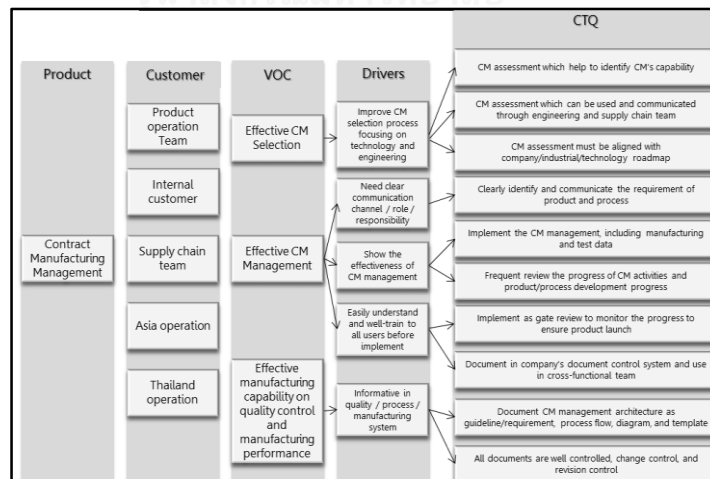 CTQ
Product
Customer
VOC
Drivers
Product
operation
Team
Internal
customer
Supply chain
team
Asia operation
Thailand
operation
Contract
Manufacturing
Management
Effective CM
Selection
Effective CM
Management
Effective
manufacturing
capability on
quality control
and
manufacturing
performance
Improve CM
selection process
focusing on
technology and
engineering
Need clear
communication
channel / role /
responsibility
Show the
effectiveness of
CM management
Easily understand
and well-train to
all users before
implement
Informative in
quality / process /
manufacturing
system
CM assessment which help to identify CM's capability
CM assessment which can be used and communicated
through engineering and supply chain team
CM assessment must be aligned with
company/industrial/technology roadmap
Clearly identify and communicate the requirement of
product and process
Implement the CM management, including manufacturing
and test data
Frequent review the progress of CM activities and
product/process development progress
Implement as gate review to monitor the progress to
ensure product launch
Document in company's document control system and use
in cross-functional team
Document CM management architecture as
guideline/requirement, process flow, diagram, and template
All documents are well controlled, change control, and
revision control